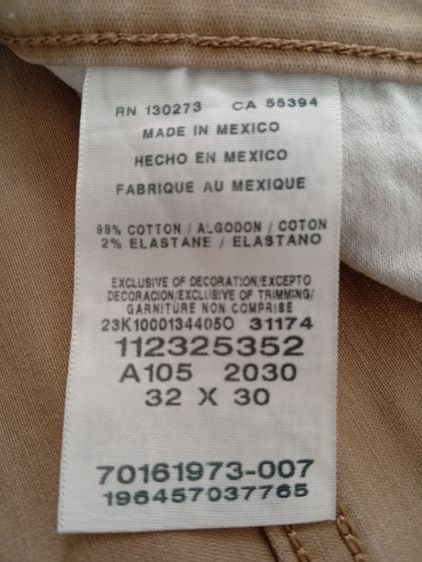 RN 130273 CA 55394
MADE IN MEXICO
HECHO EN MEXICO
FABRIQUE AU MEXIQUE
98% COTTON / ALGODON / COTON
2% ELASTANE / ELASTANO
EXCLUSIVE OF DECORATION/EXCEPTO
DECORACION/EXCLUSIVE OF TRIMMING/
GARNITURE NON COMPRISE
23K1000134405O 31174
112325352
A105 2030
32 X 30
70161973-007
196457037765